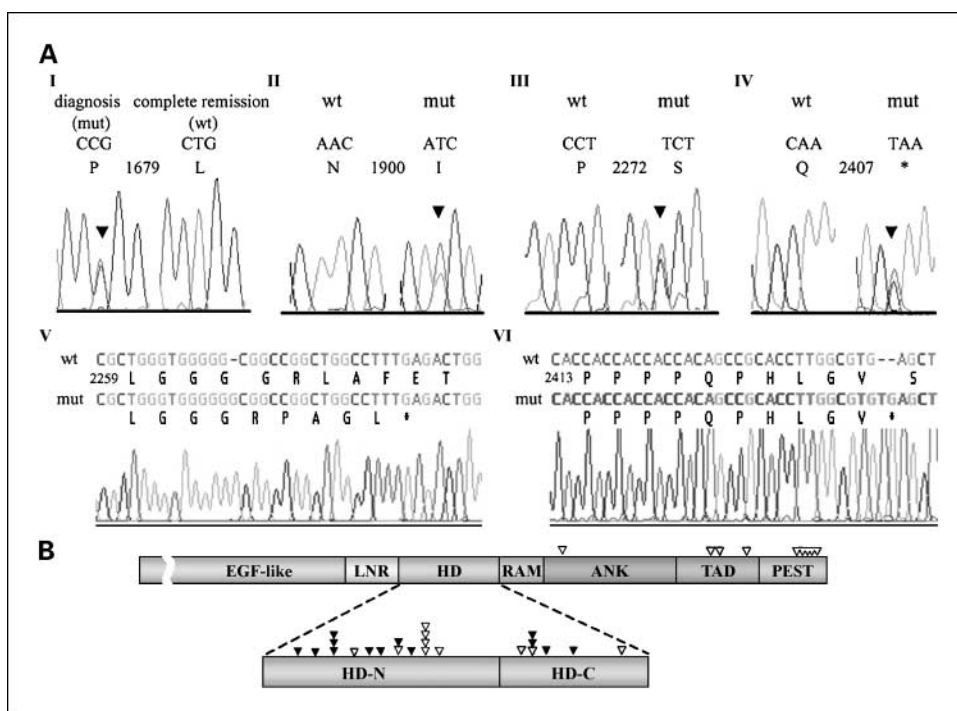 A
I
diagnosis complete remission
(mut) (wt)
CCG CTG
P 1679 L
II
wt mut
AAC ATC
N 1900 I
III
wt mut
CCT TCT
P 2272 S
IV
wt mut
CAA TAA
Q 2407 *
V
wt CGCTGGGTGGGGG-CGGCCGGCTGGCCTTTGAGACTGG
2259 L G G G G R L A F E T
mut CGCTGGGTGGGGGGCGGCCGGCTGGCCTTTGAGACTGG
L G G G R P A G L *
VI
wt CACCACCACCACCACAGCCGCACCTTGGCGTG--AGCT
2413 P P P P Q P H L G V S
mut CACCACCACCACCACAGCCGCACCTTGGCGTGTGAGCT
P P P P Q P H L G V *
B
EGF-like LNR HD RAM ANK TAD PEST
HD-N HD-C